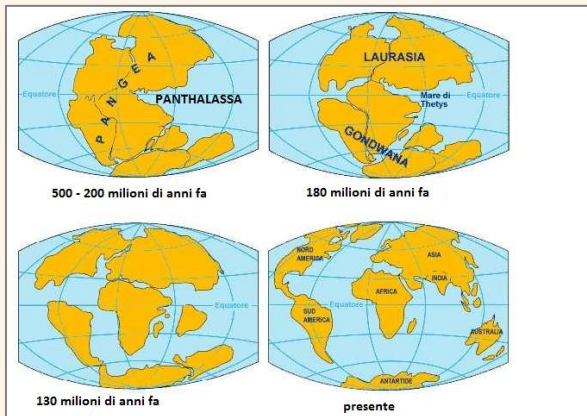 Equatore
PANGEA
PANTHALASSA
500 - 200 milioni di anni fa
LAURASIA
Equatore
Mare di
Thetys
GONDWANA
180 milioni di anni fa
Equatore
130 milioni di anni fa
NORD
AMERICA
ASIA
INDIA
AFRICA
Equatore
SUD
AMERICA
AUSTRALIA
ANTARTIDE
presente